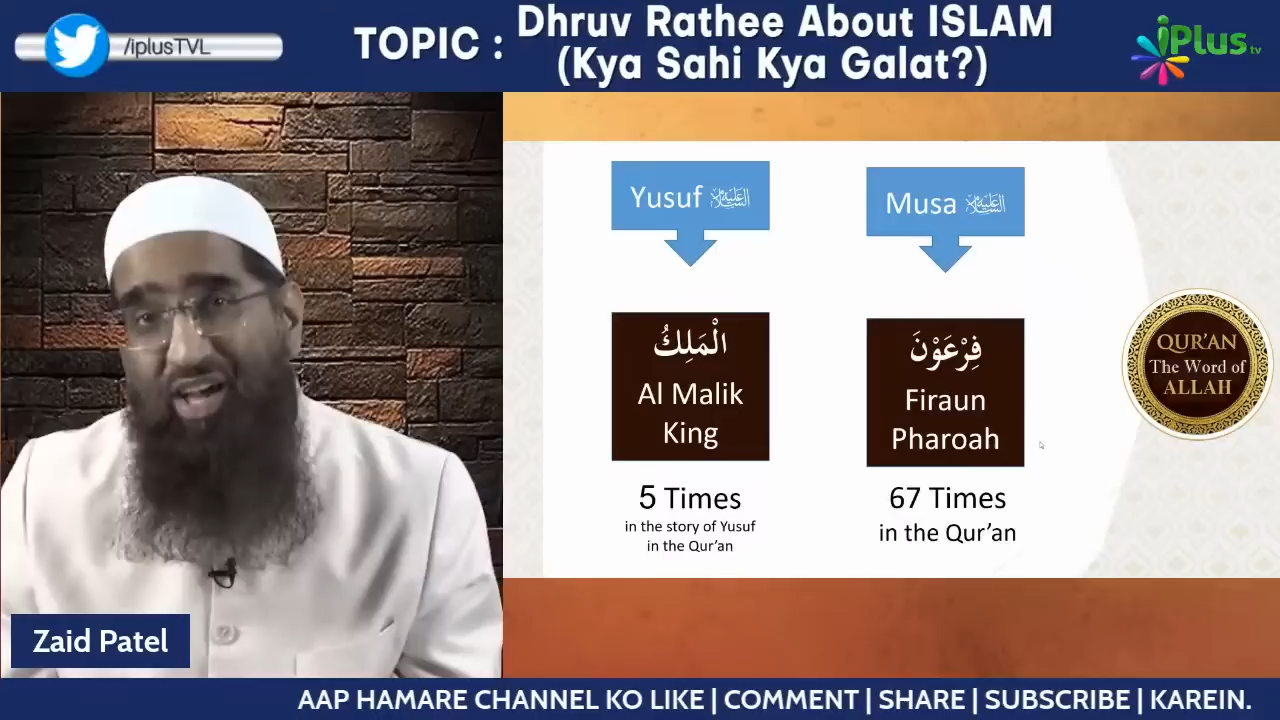 /iplusTVL
TOPIC : Dhruv Rathee About ISLAM
(Kya Sahi Kya Galat?)
iPlus tv
Yusuf عليه السلام
Musa عليه السلام
الْمَلِكُ
Al Malik
King
فِرْعَوْنَ
Firaun
Pharoah
5 Times
in the story of Yusuf
in the Qur’an
67 Times
in the Qur’an
QUR’AN
The Word of
ALLAH
Zaid Patel
AAP HAMARE CHANNEL KO LIKE | COMMENT | SHARE | SUBSCRIBE | KAREIN.